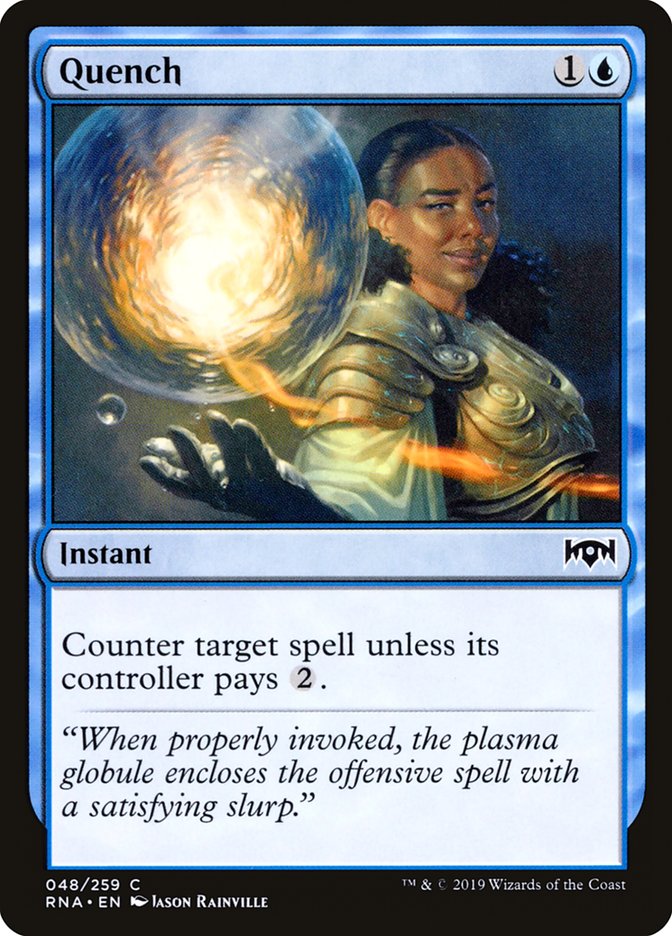 Quench 1
Instant
Counter target spell unless its
controller pays 2.
“When properly invoked, the plasma
globule encloses the offensive spell with
a satisfying slurp.”
048/259 C
RNA • EN Jason Rainville
™ & © 2019 Wizards of the Coast